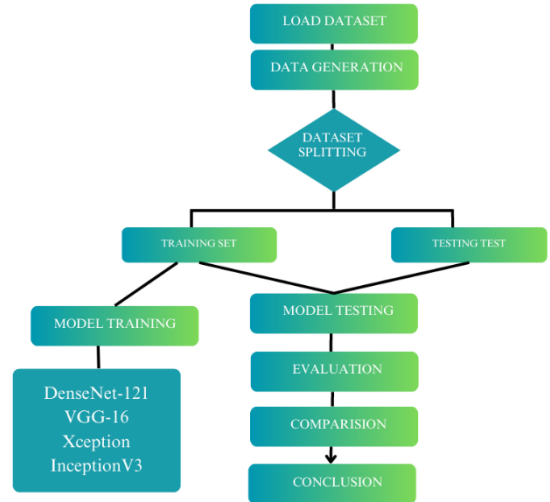 LOAD DATASET
DATA GENERATION
DATASET
SPLITTING
TRAINING SET
TESTING TEST
MODEL TRAINING
MODEL TESTING
DenseNet-121
VGG-16
Xception
InceptionV3
EVALUATION
COMPARISION
CONCLUSION